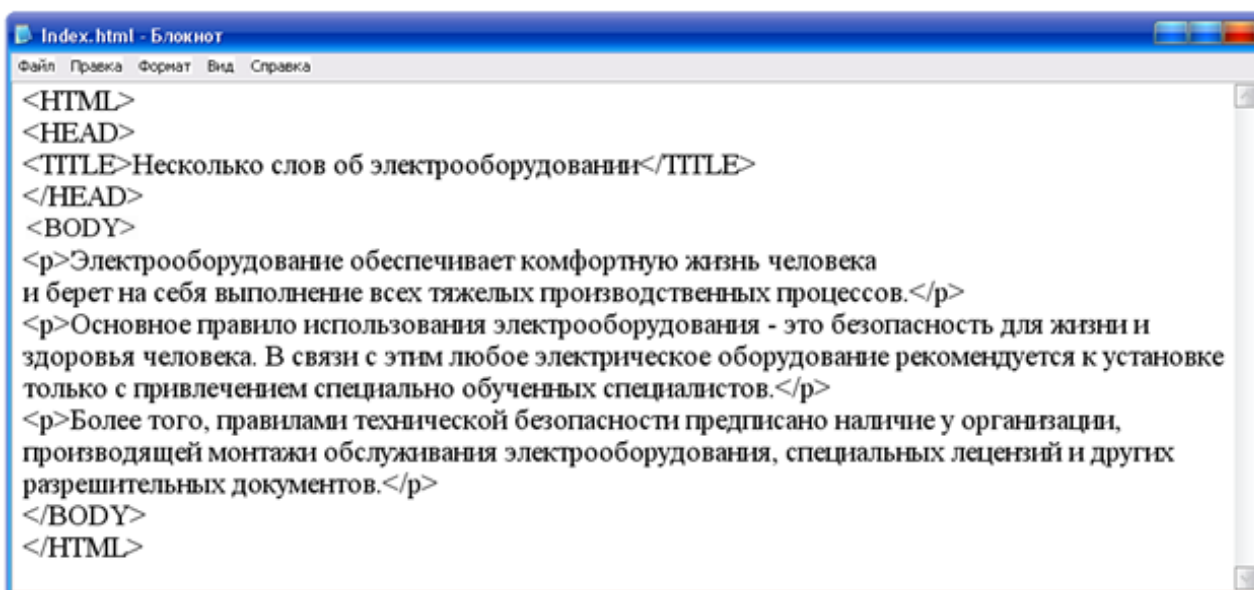 Index.html - Блокнот
Файл Правка Формат Вид Справка
<HTML>
<HEAD>
<TITLE>Несколько слов об электрооборудовании</TITLE>
</HEAD>
<BODY>
<p>Электрооборудование обеспечивает комфортную жизнь человека
и берет на себя выполнение всех тяжелых производственных процессов.</p>
<p>Основное правило использования электрооборудования - это безопасность для жизни и
здоровья человека. В связи с этим любое электрическое оборудование рекомендуется к установке
только с привлечением специально обученных специалистов.</p>
<p>Более того, правилами технической безопасности предписано наличие у организации,
производящей монтажи обслуживания электрооборудования, специальных лецензий и других
разрешительных документов.</p>
</BODY>
</HTML>